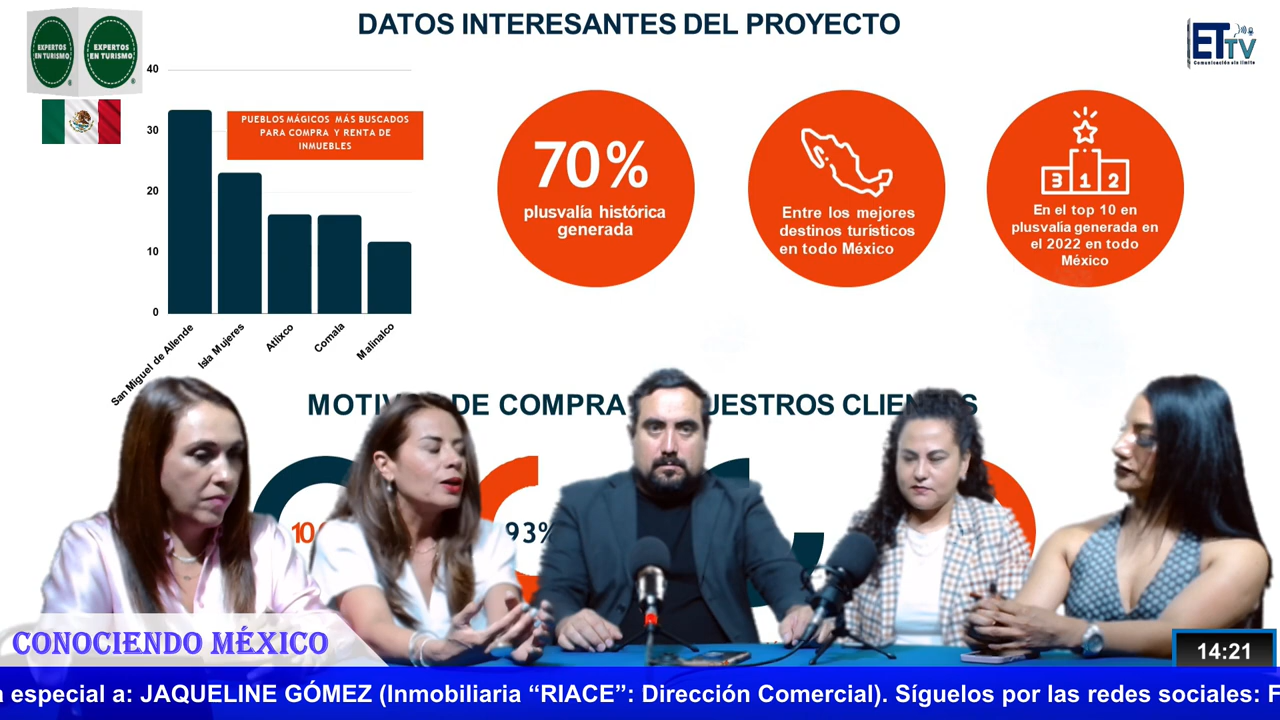 DATOS INTERESANTES DEL PROYECTO
EXPERTOS
EN TURISMO
EXPERTOS
EN TURISMO
ETTV
Comunicación sin límite
40
30
20
10
0
PUEBLOS MÁGICOS MÁS BUSCADOS
PARA COMPRA Y RENTA DE
INMUEBLES
San Miguel de Allende
Isla Mujeres
Atlixco
Comala
Malinalco
70%
plusvalía histórica
generada
Entre los mejores
destinos turísticos
en todo México
3 1 2
En el top 10 en
plusvalía generada en
el 2022 en todo
México
DE COMPRA
93%
CONOCIENDO MÉXICO
14:21
a especial a: JAQUELINE GÓMEZ (Inmobiliaria “RIACE”: Dirección Comercial). Síguelos por las redes sociales: F